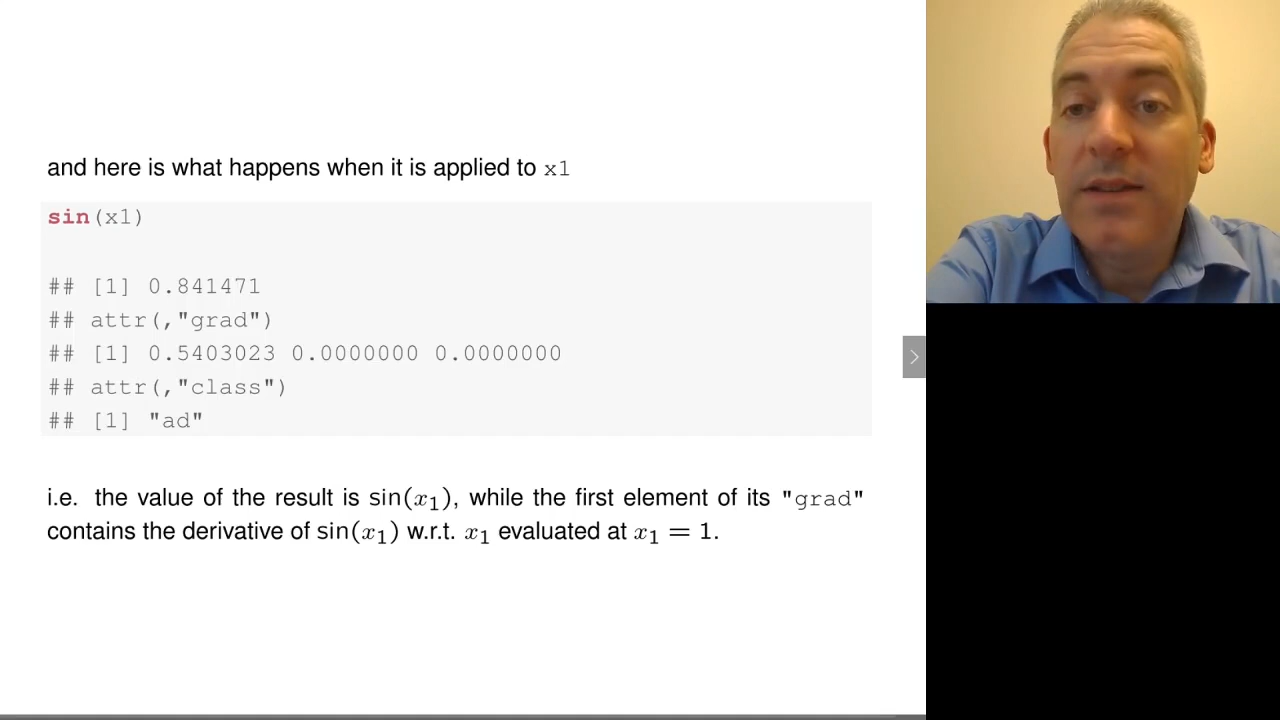 and here is what happens when it is applied to x1
sin(x1)
## [1] 0.841471
## attr(,"grad")
## [1] 0.5403023 0.0000000 0.0000000
## attr(,"class")
## [1] "ad"
i.e. the value of the result is sin(x₁), while the first element of its "grad"
contains the derivative of sin(x₁) w.r.t. x₁ evaluated at x₁ = 1.